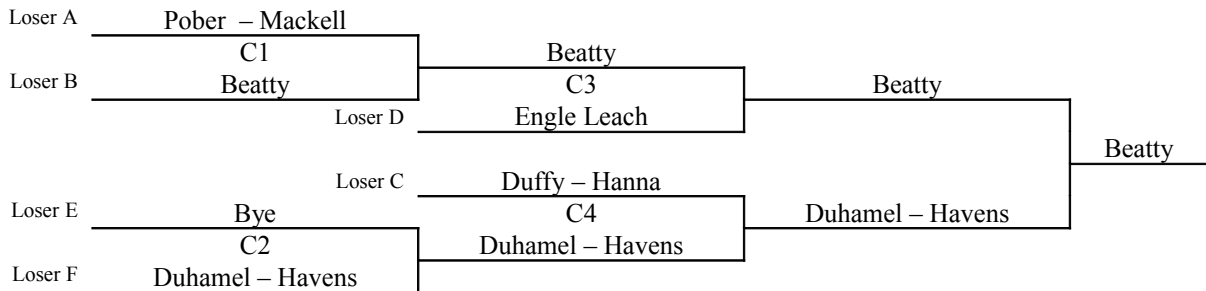 Loser A Pober – Mackell
C1 Beatty
Loser B Beatty C3 Beatty
Loser D Engle Leach
Beatty
Loser C Duffy – Hanna
Loser E Bye C4 Duhamel – Havens
C2 Duhamel – Havens
Loser F Duhamel – Havens